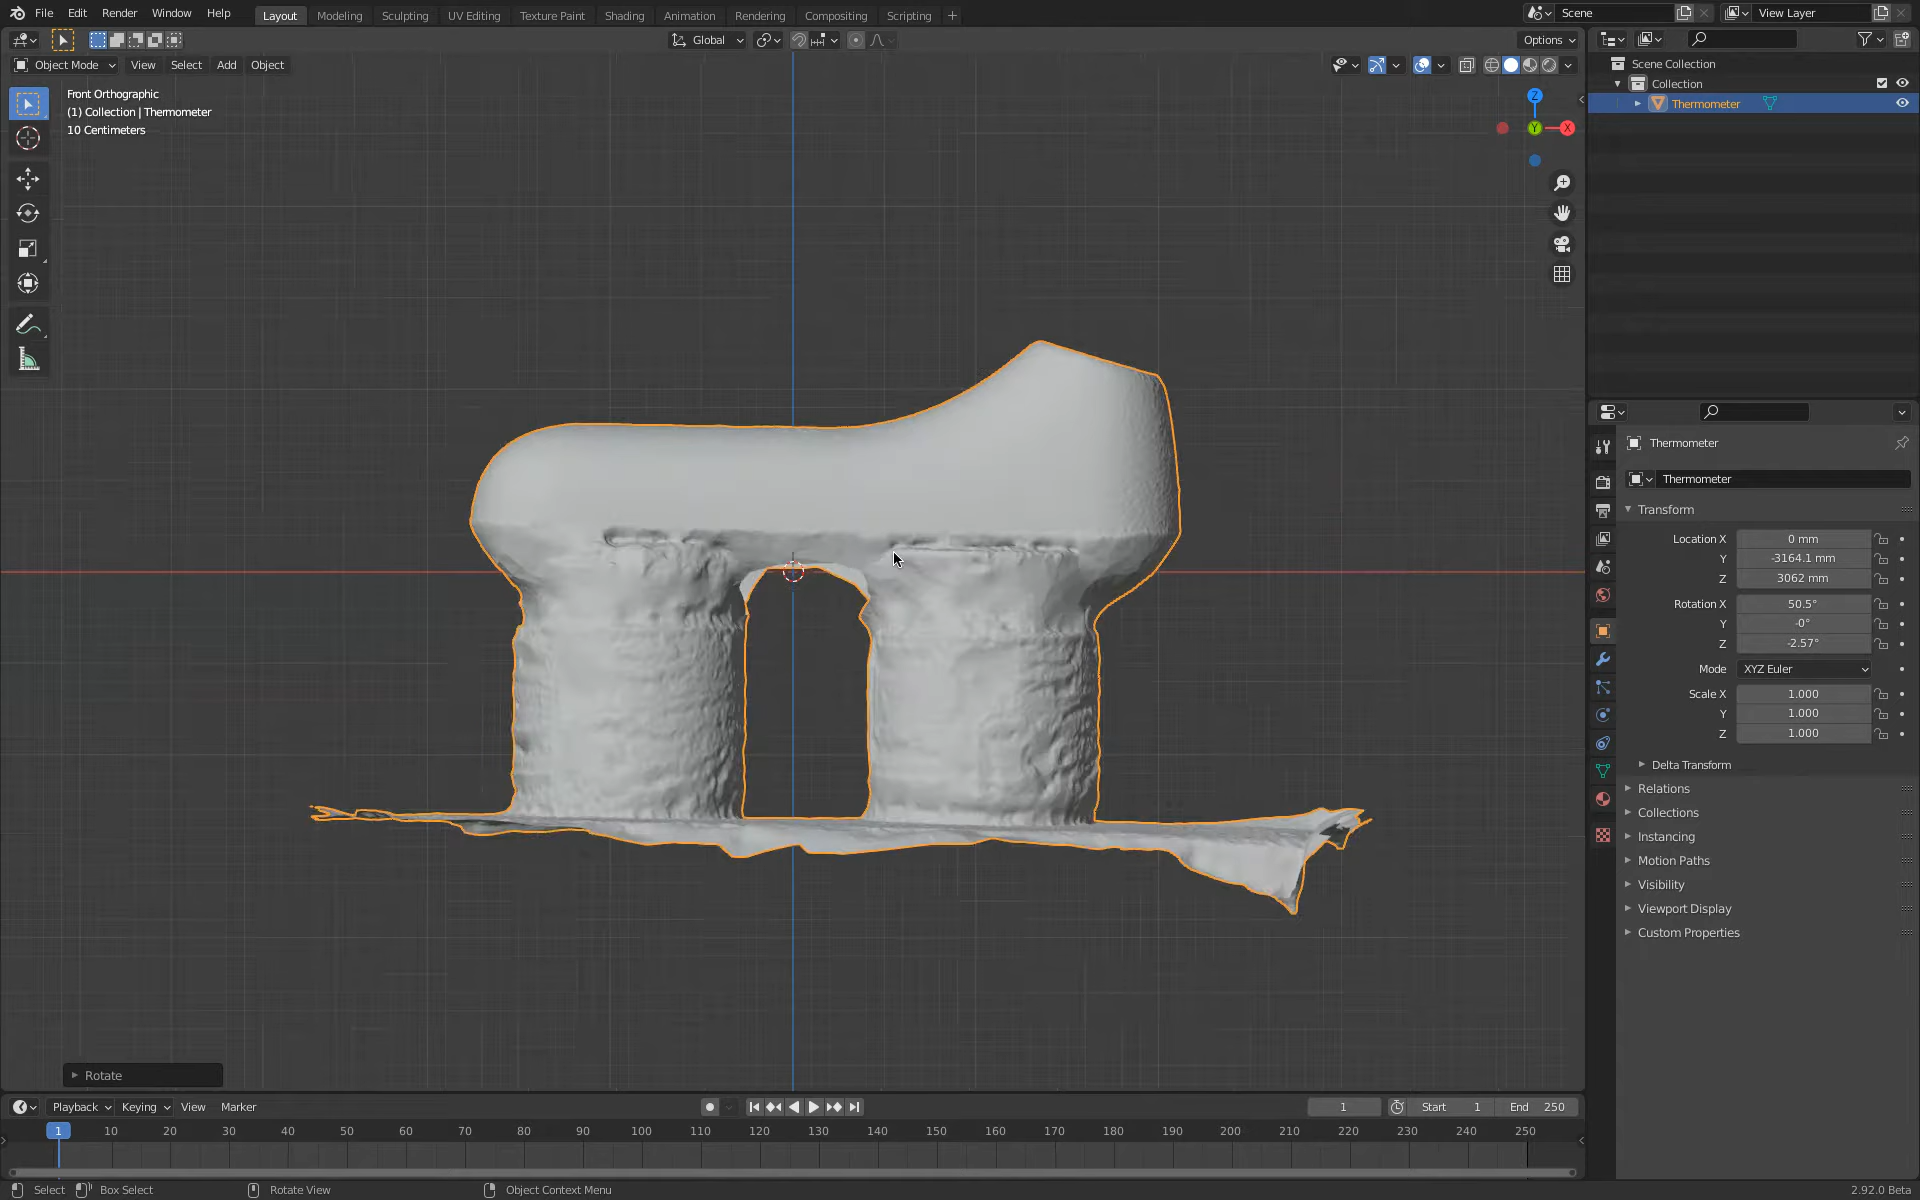 File Edit Render Window Help Layout Modeling Sculpting UV Editing Texture Paint Shading Animation Rendering Compositing Scripting + Scene View Layer
Global Options
Object Mode View Select Add Object
Front Orthographic
(1) Collection | Thermometer
10 Centimeters
Z
Y X
Scene Collection
Collection
Thermometer
Thermometer
Thermometer
Transform
Location X 0 mm
Y -3164.1 mm
Z 3062 mm
Rotation X 50.5°
Y -0°
Z -2.57°
Mode XYZ Euler
Scale X 1.000
Y 1.000
Z 1.000
Delta Transform
Relations
Collections
Instancing
Motion Paths
Visibility
Viewport Display
Custom Properties
Rotate
Playback Keying View Marker 1 Start 1 End 250
1 10 20 30 40 50 60 70 80 90 100 110 120 130 140 150 160 170 180 190 200 210 220 230 240 250
Select Box Select Rotate View Object Context Menu 2.92.0 Beta